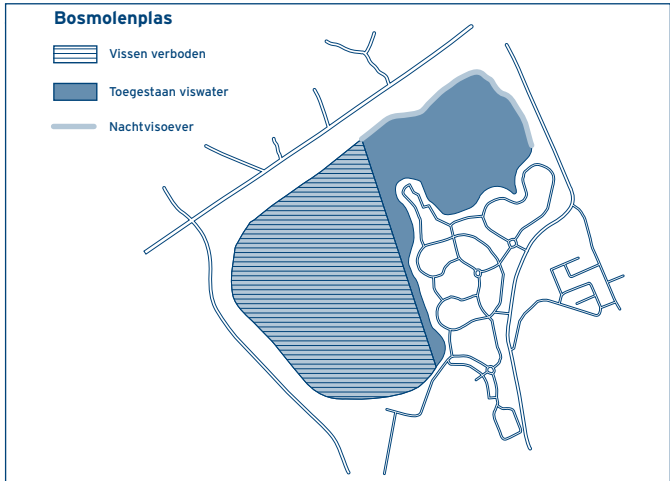 Bosmolenplas
Vissen verboden
Toegestaan viswater
Nachtvisoever